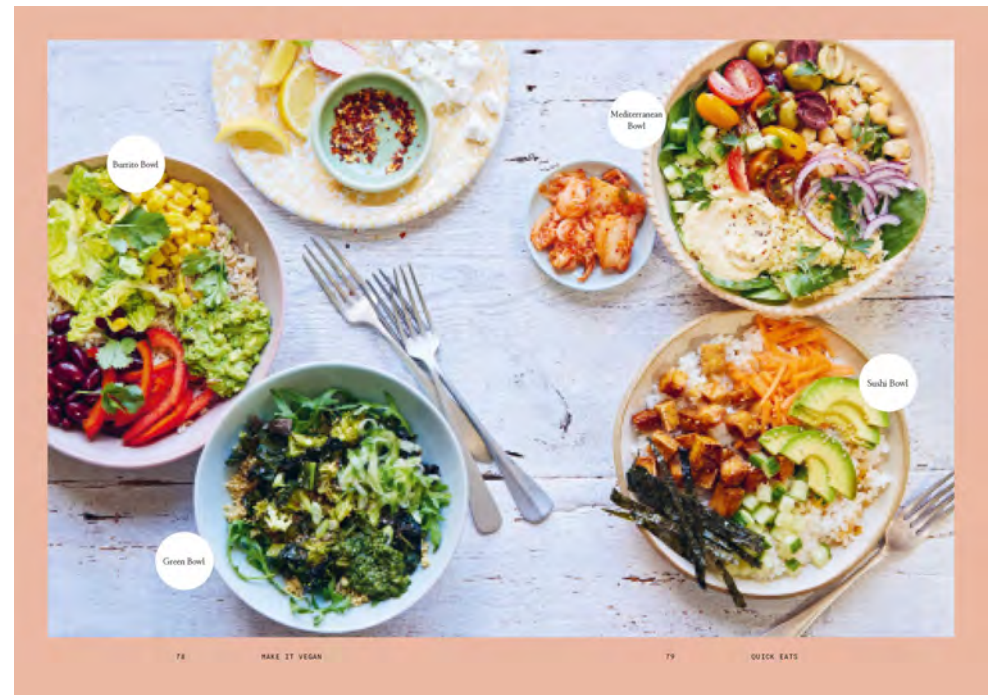 Mediterranean
Bowl
Burrito Bowl
Sushi Bowl
Green Bowl
78
MAKE IT VEGAN
79
QUICK EATS